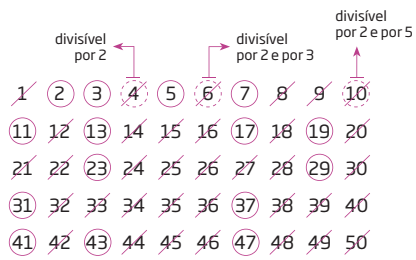 divisível
por 2 e por 5
divisível
por 2
divisível
por 2 e por 3
1 2 3 4 5 6 7 8 9 10
11 12 13 14 15 16 17 18 19 20
21 22 23 24 25 26 27 28 29 30
31 32 33 34 35 36 37 38 39 40
41 42 43 44 45 46 47 48 49 50